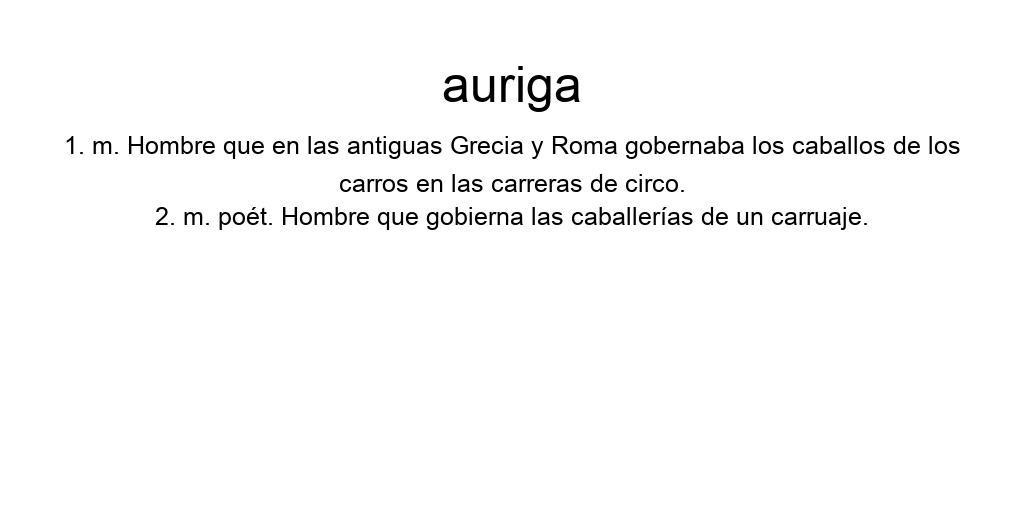 auriga
1. m. Hombre que en las antiguas Grecia y Roma gobernaba los caballos de los
carros en las carreras de circo.
2. m. poét. Hombre que gobierna las caballerías de un carruaje.